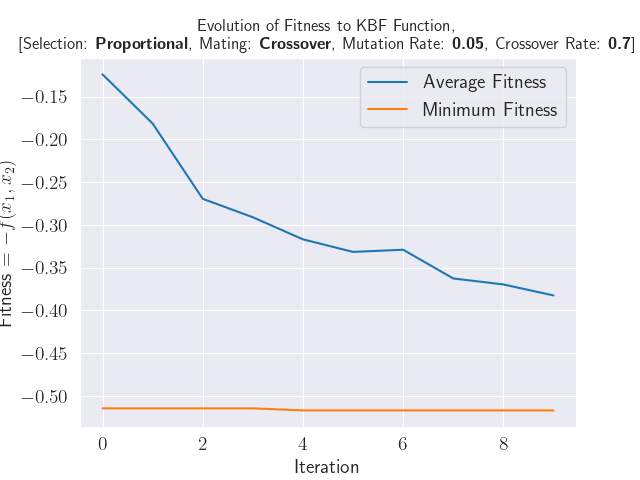 Evolution of Fitness to KBF Function,
[Selection: Proportional, Mating: Crossover, Mutation Rate: 0.05, Crossover Rate: 0.7]
Average Fitness
Minimum Fitness
Fitness = −f(x₁, x₂)
−0.15
−0.20
−0.25
−0.30
−0.35
−0.40
−0.45
−0.50
0 2 4 6 8
Iteration